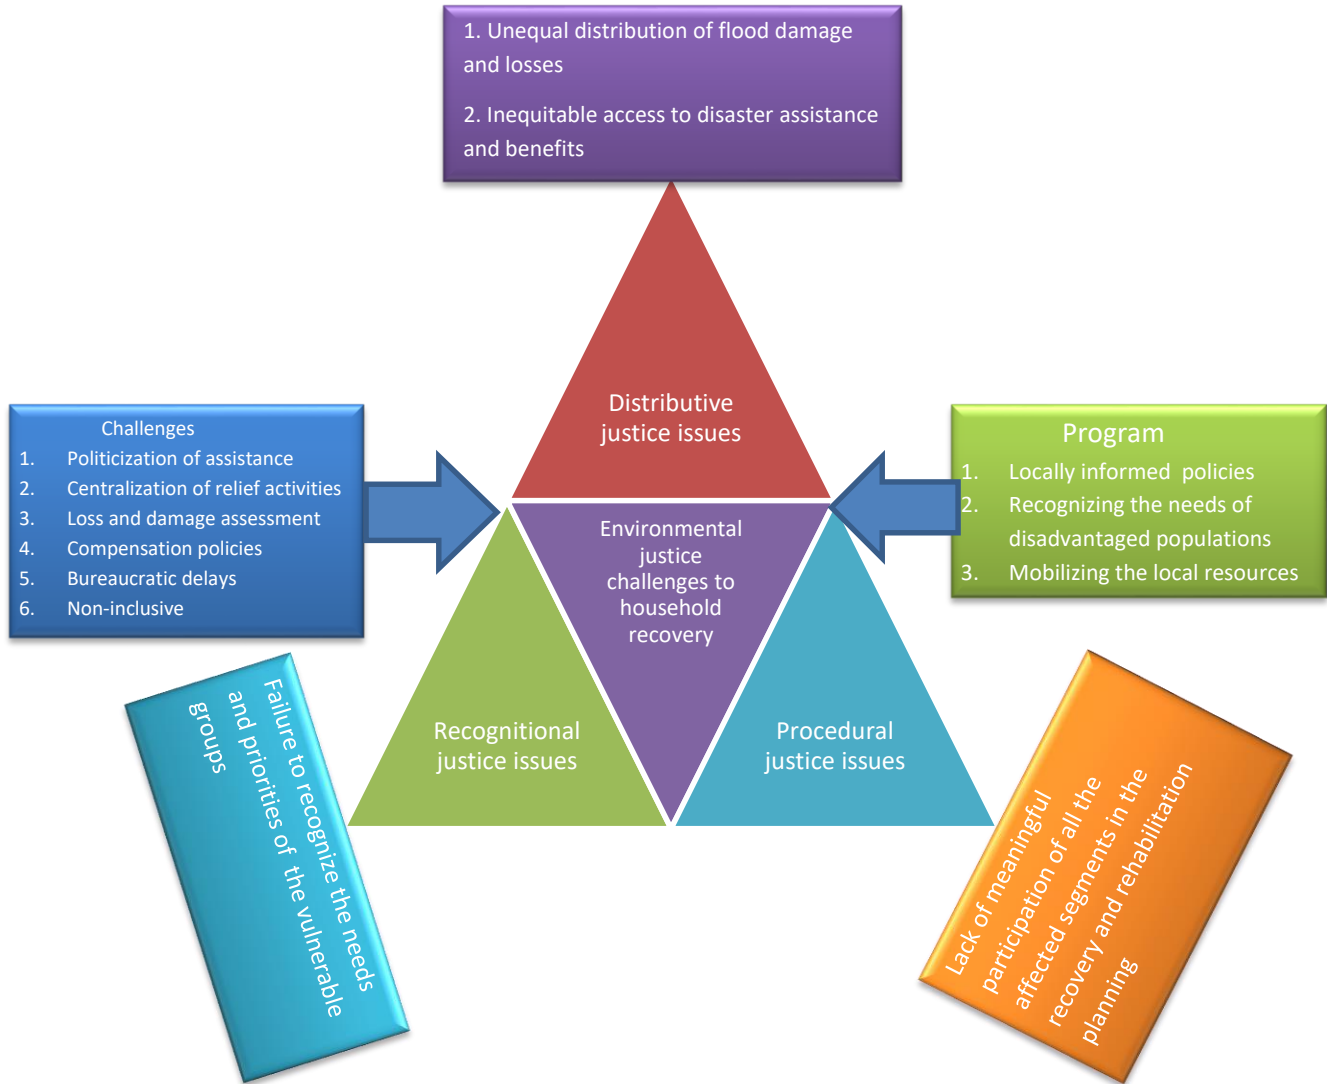 1. Unequal distribution of flood damage
and losses
2. Inequitable access to disaster assistance
and benefits
Distributive
justice issues
Challenges
1. Politicization of assistance
2. Centralization of relief activities
3. Loss and damage assessment
4. Compensation policies
5. Bureaucratic delays
6. Non-inclusive
Environmental
justice
challenges to
household
recovery
Program
1. Locally informed  policies
2. Recognizing the needs of
disadvantaged populations
3. Mobilizing the local resources
Recognitional
justice issues
Procedural
justice issues
Failure to recognize the needs
and priorities of  the vulnerable
groups
Lack of meaningful
participation of all the
affected segments in the
recovery and rehabilitation
planning